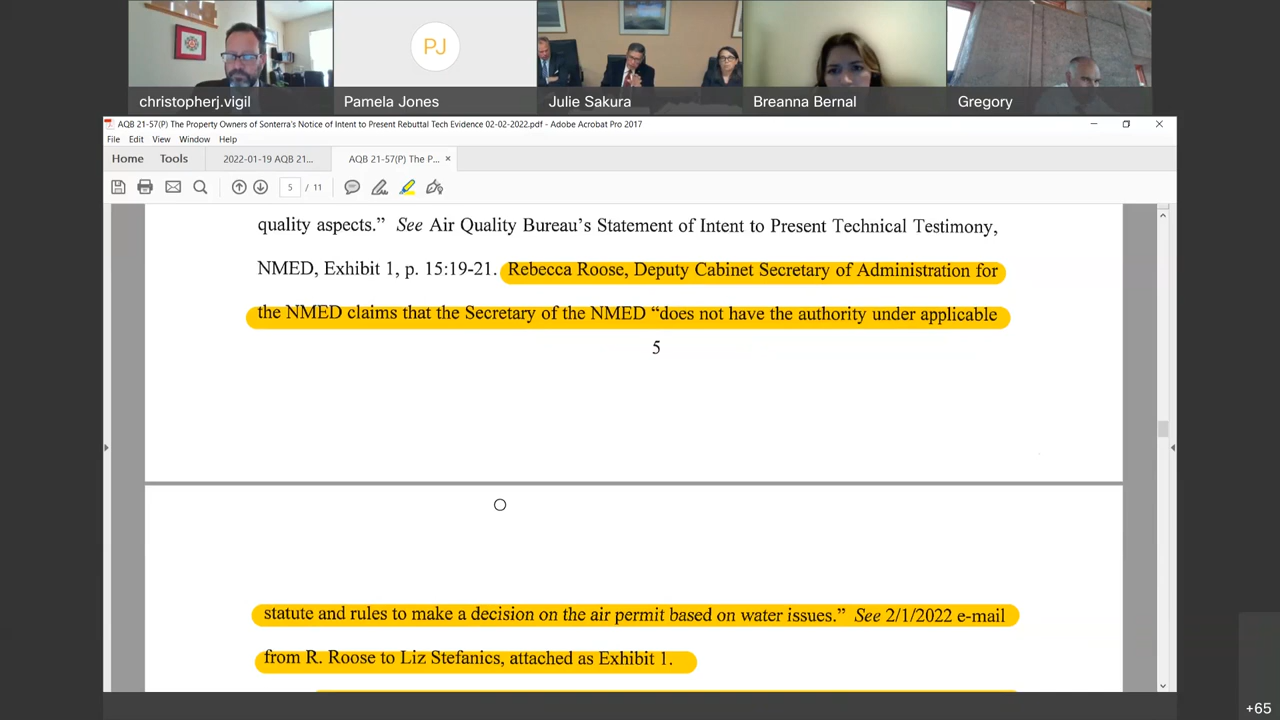 PJ
christopherj.vigil
Pamela Jones
Julie Sakura
Breanna Bernal
Gregory
AQB 21-57(P) The Property Owners of Sonterra's Notice of Intent to Present Rebuttal Tech Evidence 02-02-2022.pdf - Adobe Acrobat Pro 2017
File Edit View Window Help
Home Tools 2022-01-19 AQB 21... AQB 21-57(P) The P... ×
5 / 11
quality aspects.” See Air Quality Bureau’s Statement of Intent to Present Technical Testimony,
NMED, Exhibit 1, p. 15:19-21. Rebecca Roose, Deputy Cabinet Secretary of Administration for
the NMED claims that the Secretary of the NMED “does not have the authority under applicable
5
statute and rules to make a decision on the air permit based on water issues.” See 2/1/2022 e-mail
from R. Roose to Liz Stefanics, attached as Exhibit 1.
+65